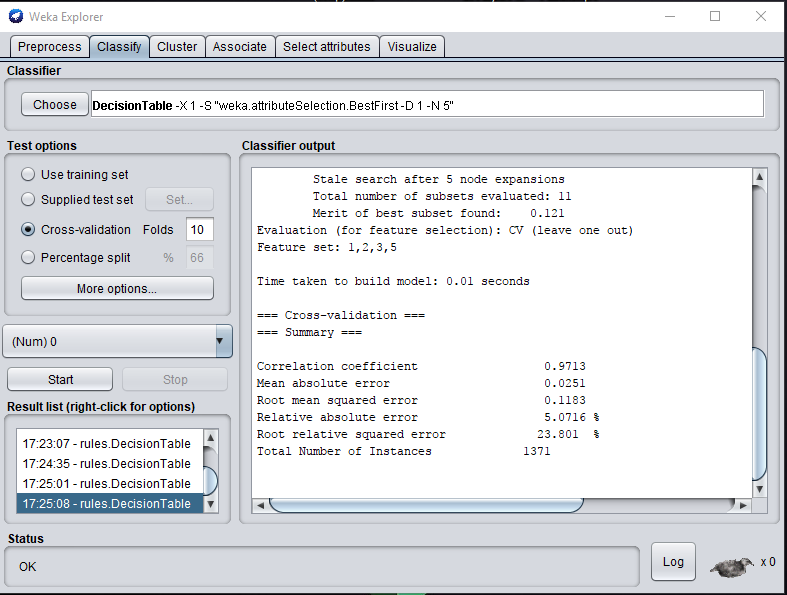 Weka Explorer
Preprocess Classify Cluster Associate Select attributes Visualize
Classifier
Choose DecisionTable -X 1 -S "weka.attributeSelection.BestFirst -D 1 -N 5"
Test options
Use training set
Supplied test set Set...
Cross-validation Folds 10
Percentage split % 66
More options...
(Num) 0
Start Stop
Result list (right-click for options)
17:23:07 - rules.DecisionTable
17:24:35 - rules.DecisionTable
17:25:01 - rules.DecisionTable
17:25:08 - rules.DecisionTable
Classifier output
Stale search after 5 node expansions
Total number of subsets evaluated: 11
Merit of best subset found: 0.121
Evaluation (for feature selection): CV (leave one out)
Feature set: 1,2,3,5
Time taken to build model: 0.01 seconds
=== Cross-validation ===
=== Summary ===
Correlation coefficient 0.9713
Mean absolute error 0.0251
Root mean squared error 0.1183
Relative absolute error 5.0716 %
Root relative squared error 23.801 %
Total Number of Instances 1371
Status
OK
Log x 0